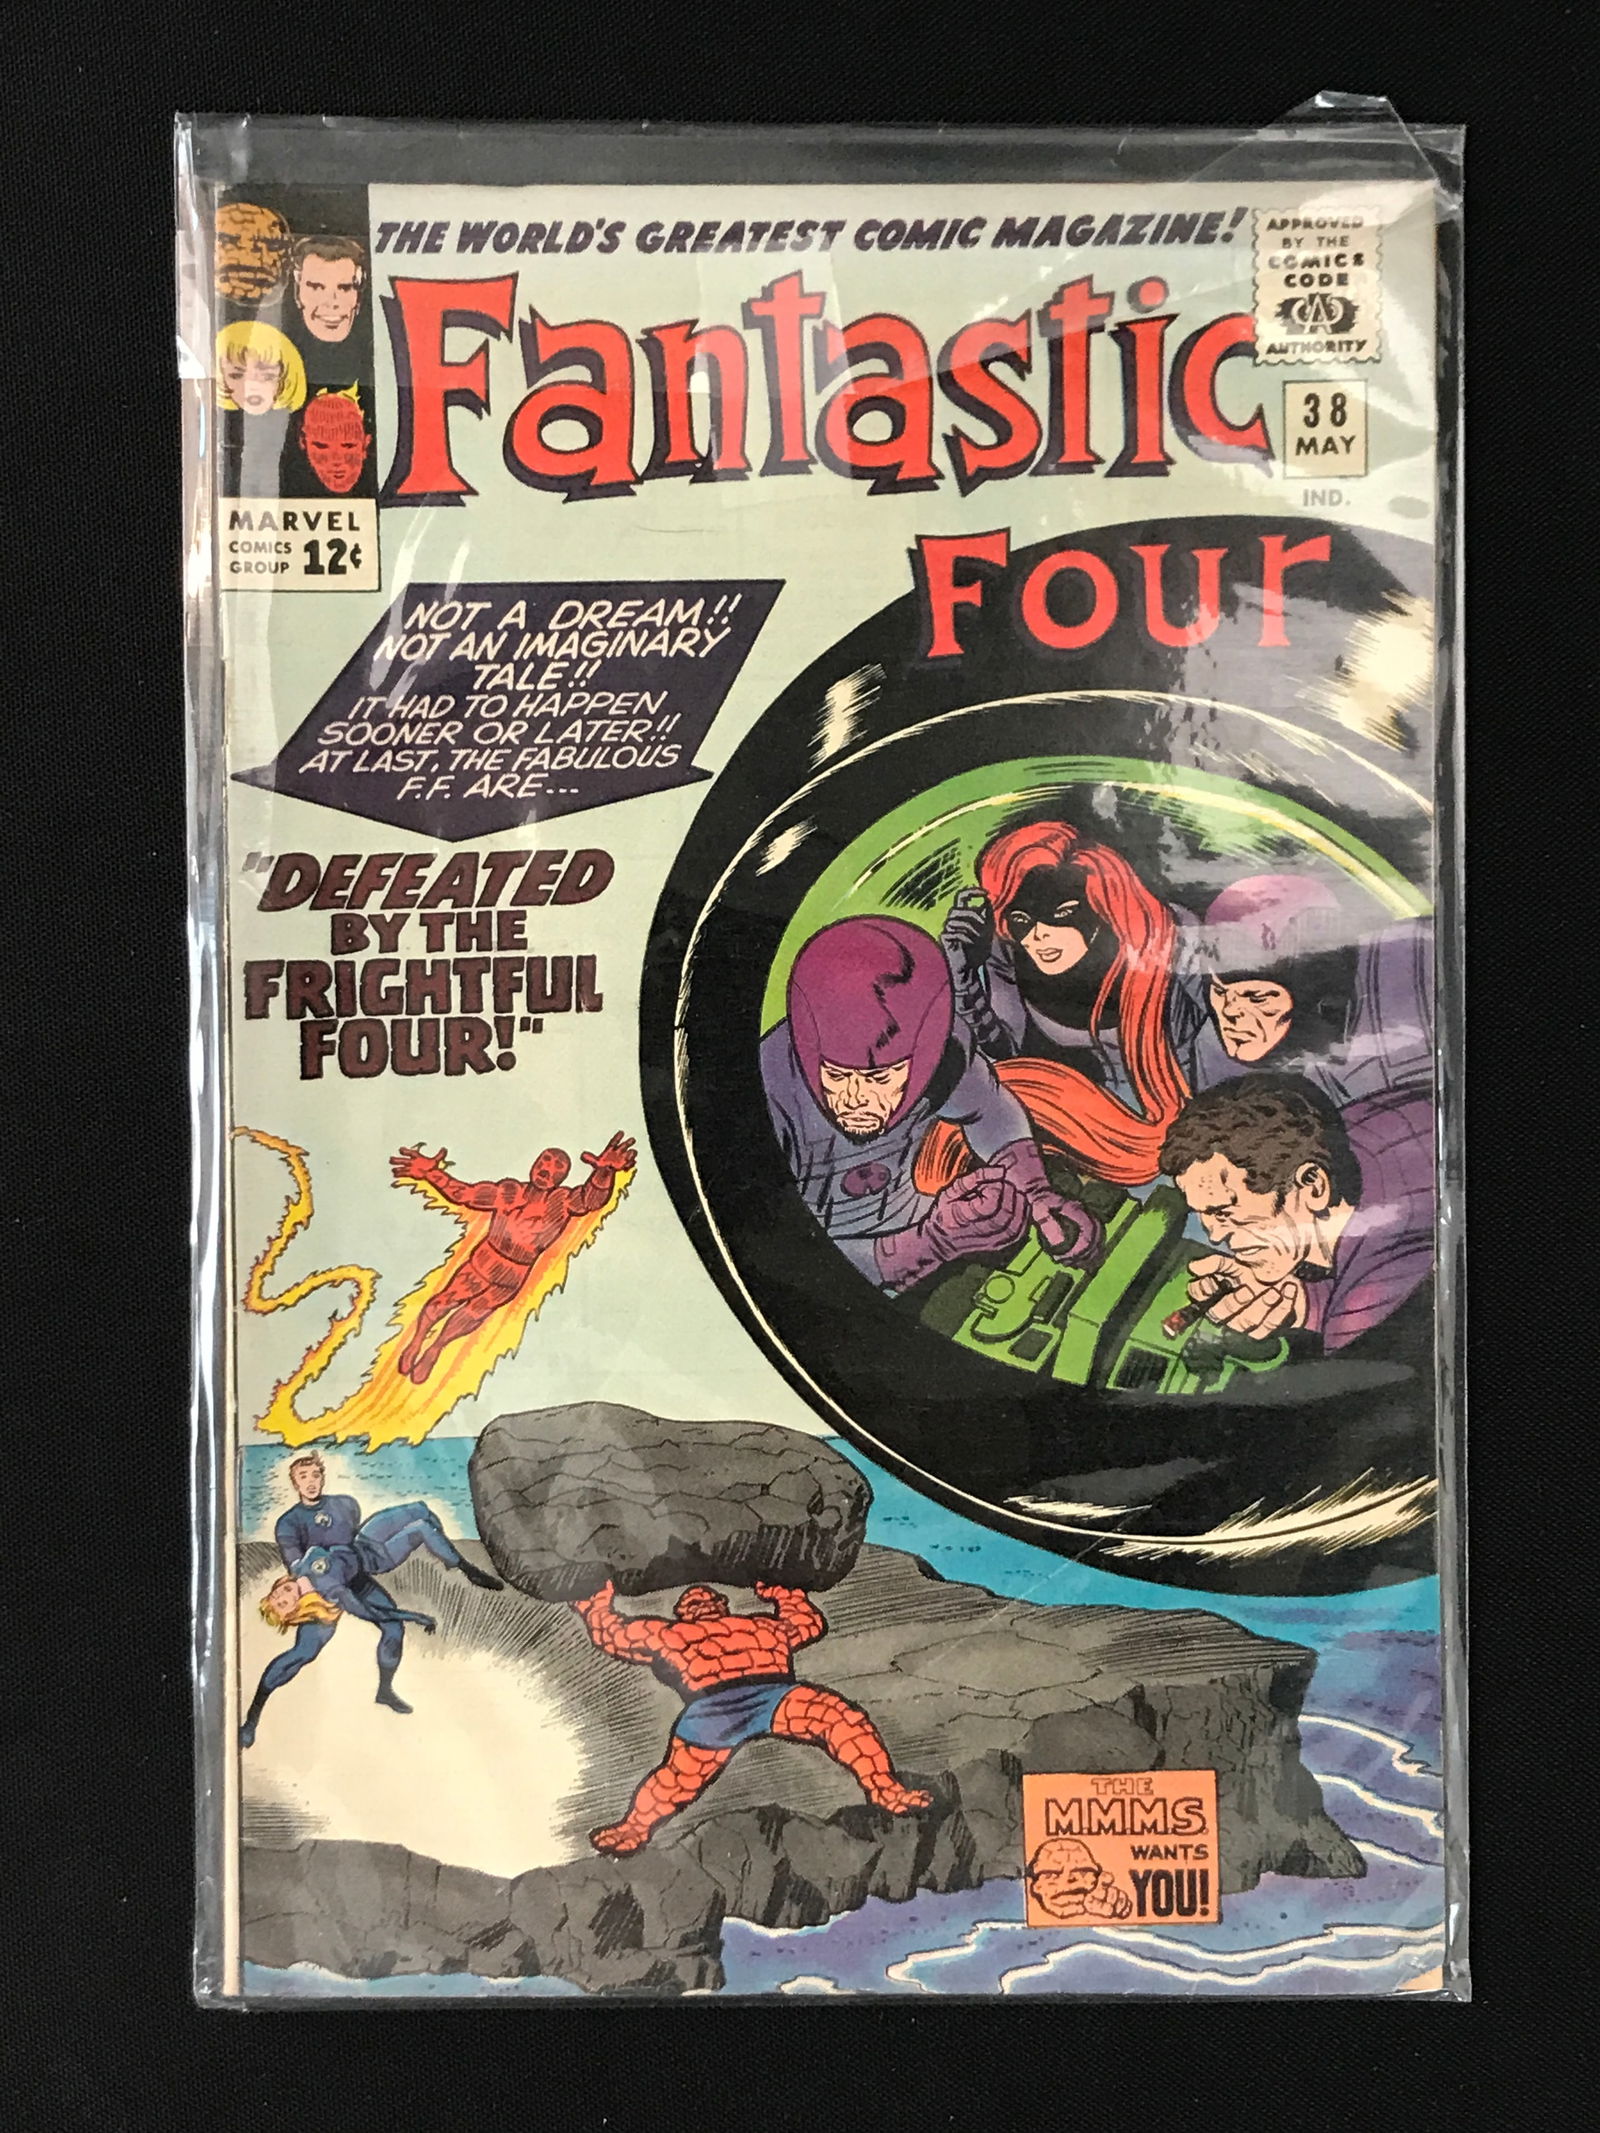 THE WORLD'S GREATEST COMIC MAGAZINE!
APPROVED
BY THE
COMICS
CODE
CA
AUTHORITY
Fantastic
Four
38
MAY
IND.
MARVEL
COMICS
GROUP 12¢
NOT A DREAM!!
NOT AN IMAGINARY
TALE!!
IT HAD TO HAPPEN
SOONER OR LATER!!
AT LAST, THE FABULOUS
F.F. ARE...
"DEFEATED
BY THE
FRIGHTFUL
FOUR!"
THE
M.M.M.S.
WANTS
YOU!